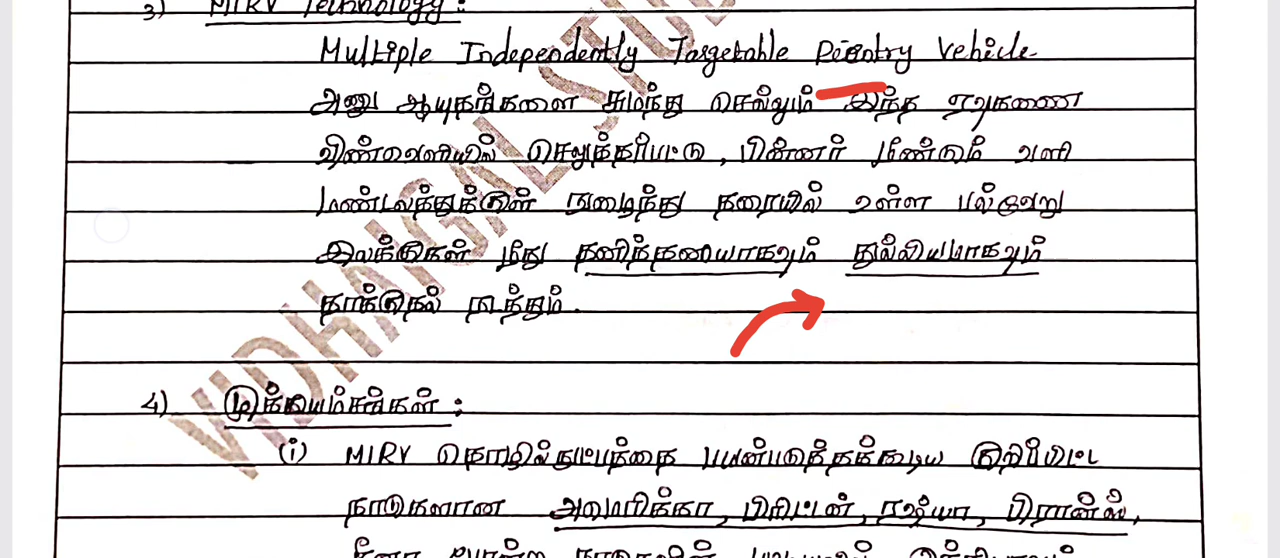 3) MIRV Technology :
Multiple Independently Targetable Reentry Vehicle
அணு ஆயுதங்களை சுமந்து செல்லும் இந்த ஏவுகணை
விண்வெளியில் செலுத்தப்பட்டு, பின்னர் மீண்டும் வளி
மண்டலத்துக்குள் நுழைந்து தரையில் உள்ள பல்வேறு
இலக்குகள் மீது தனித்தனியாகவும் துல்லியமாகவும்
தாக்குதல் நடத்தும்.
4) முக்கியம்சங்கள் :
(i) MIRV தொழில்நுட்பத்தை பயன்படுத்தக்கூடிய குறிப்பிட்ட
நாடுகளான அமெரிக்கா, பிரிட்டன், ரஷ்யா, பிரான்ஸ்,
சீனா போன்ற நாடுகளின்